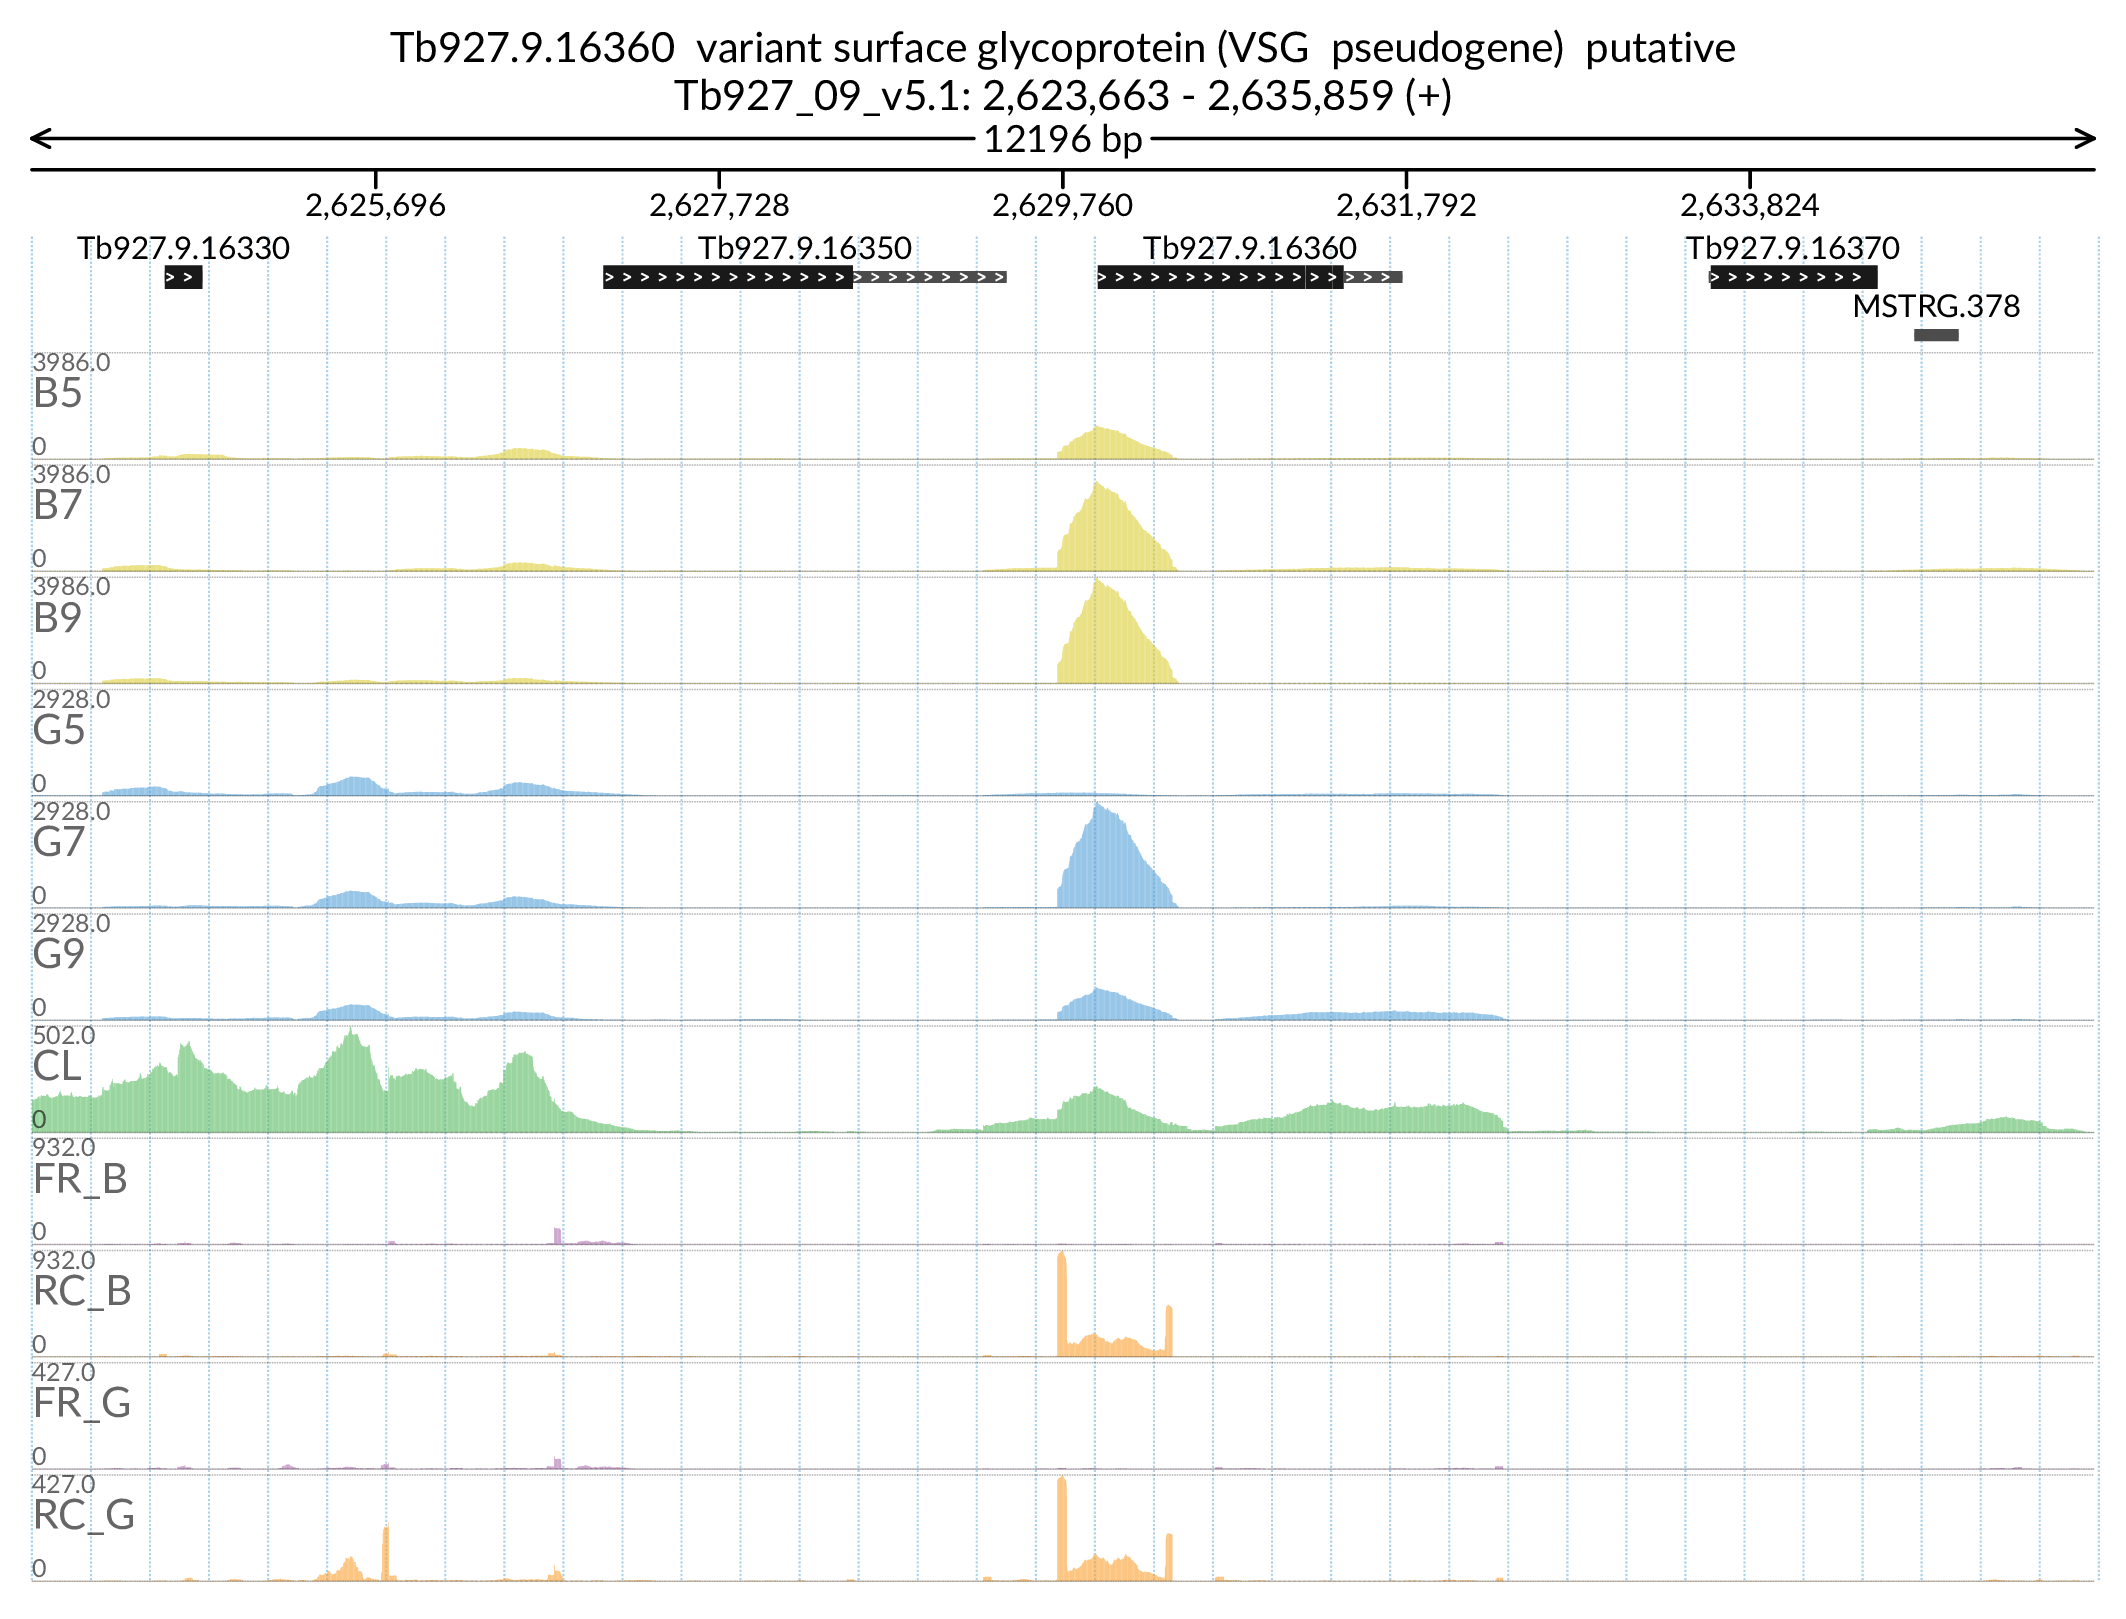 Tb927.9.16360 variant surface glycoprotein (VSG pseudogene) putative
Tb927_09_v5.1: 2,623,663 - 2,635,859 (+)
12196 bp
2,625,696 2,627,728 2,629,760 2,631,792 2,633,824
Tb927.9.16330 Tb927.9.16350 Tb927.9.16360 Tb927.9.16370
MSTRG.378
3986.0
B5
0
3986.0
B7
0
3986.0
B9
0
2928.0
G5
0
2928.0
G7
0
2928.0
G9
0
502.0
CL
0
932.0
FR_B
0
932.0
RC_B
0
427.0
FR_G
0
427.0
RC_G
0